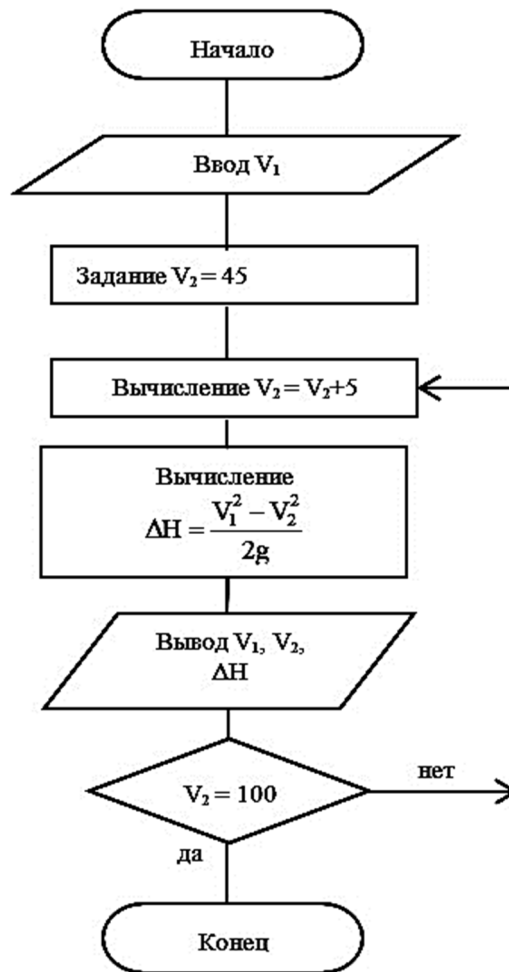 Начало
Ввод V₁
Задание V₂ = 45
Вычисление V₂ = V₂+5
Вычисление
ΔH = (V₁² − V₂²) / 2g
Вывод V₁, V₂,
ΔH
V₂ = 100
нет
да
Конец